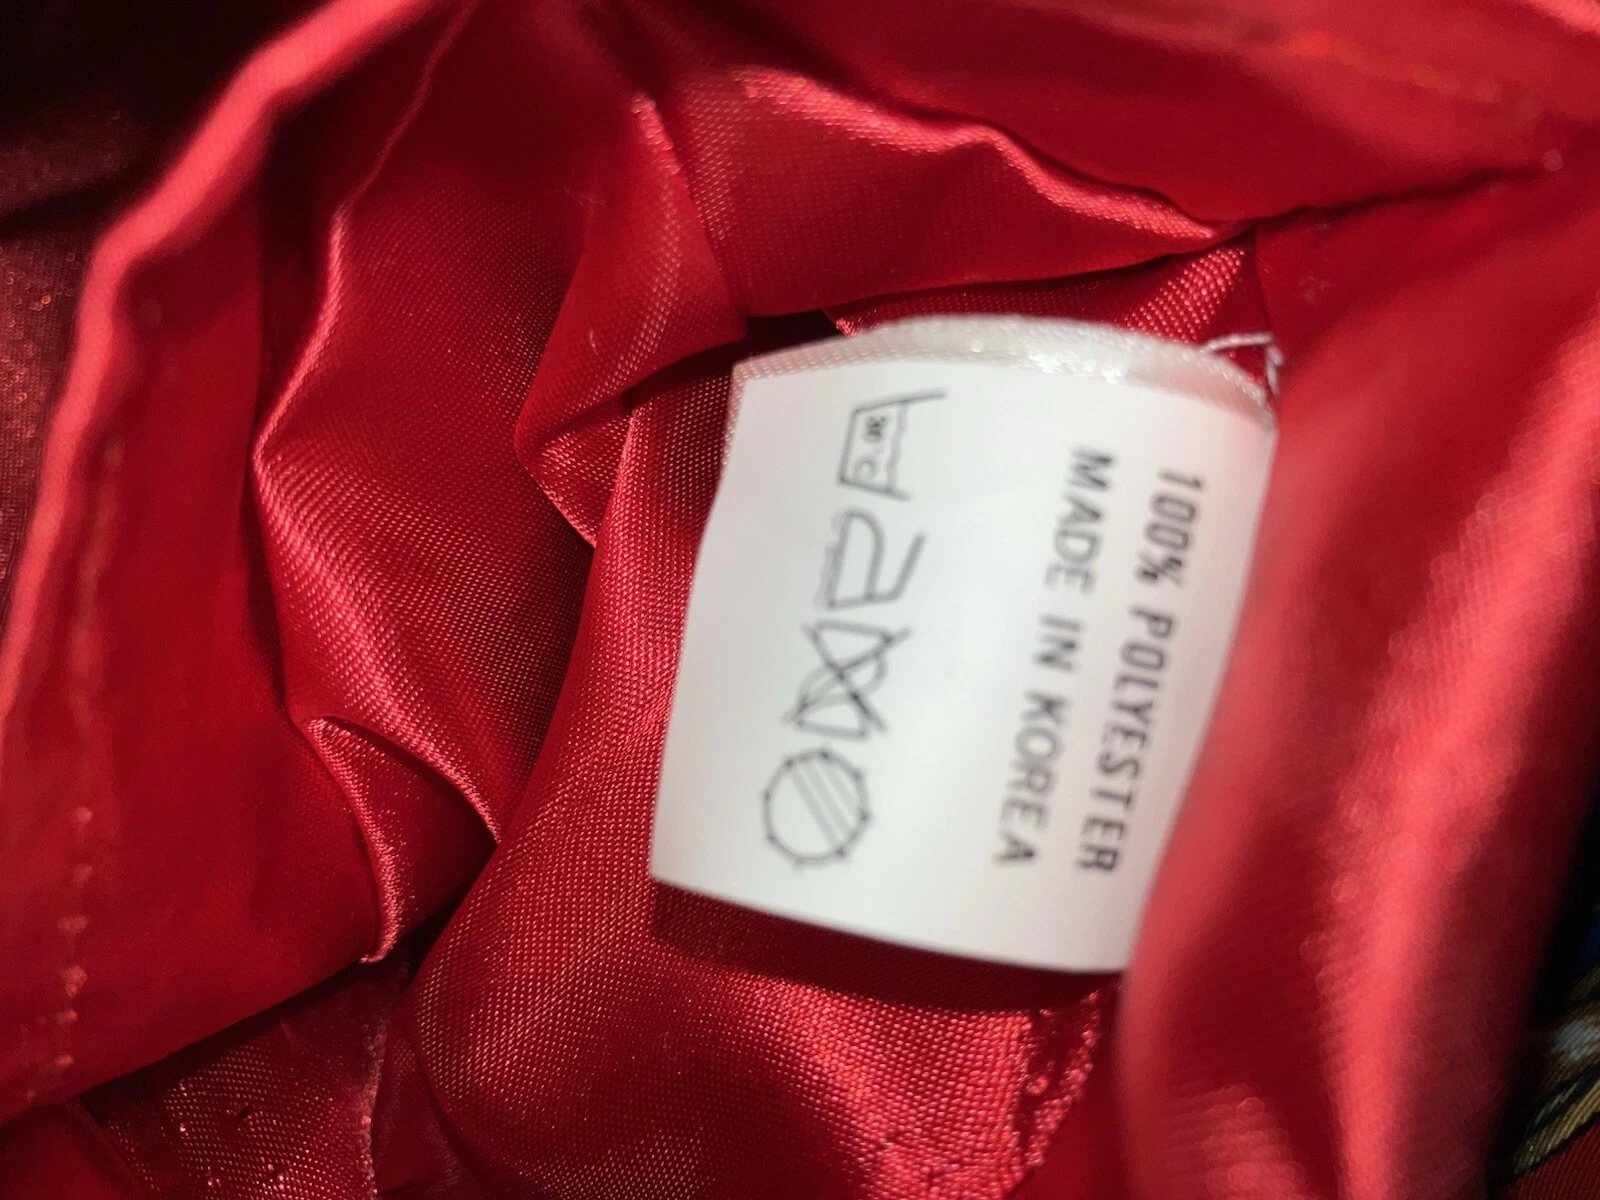 100% POLYESTER
MADE IN KOREA